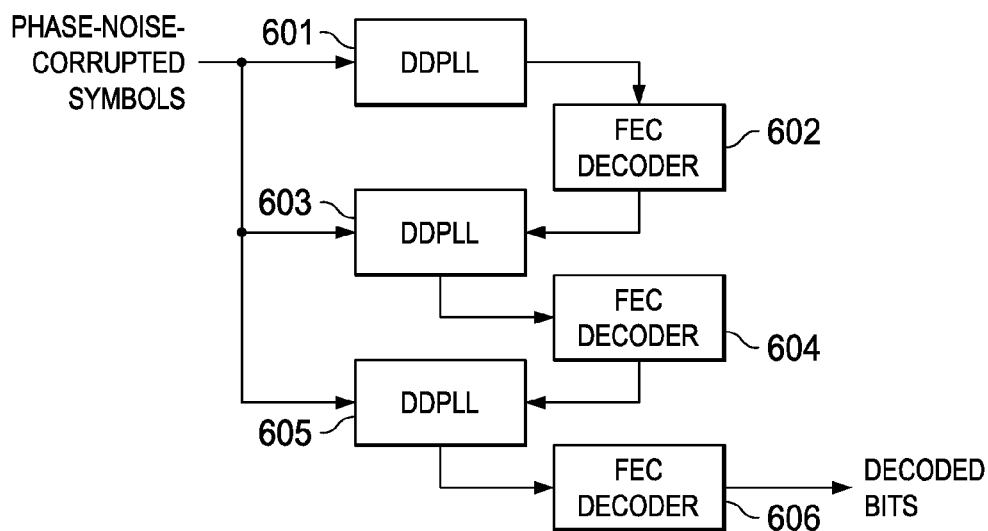 PHASE-NOISE-
CORRUPTED
SYMBOLS
601
DDPLL
FEC
DECODER
602
603
DDPLL
FEC
DECODER
604
DDPLL
605
FEC
DECODER
606
DECODED
BITS